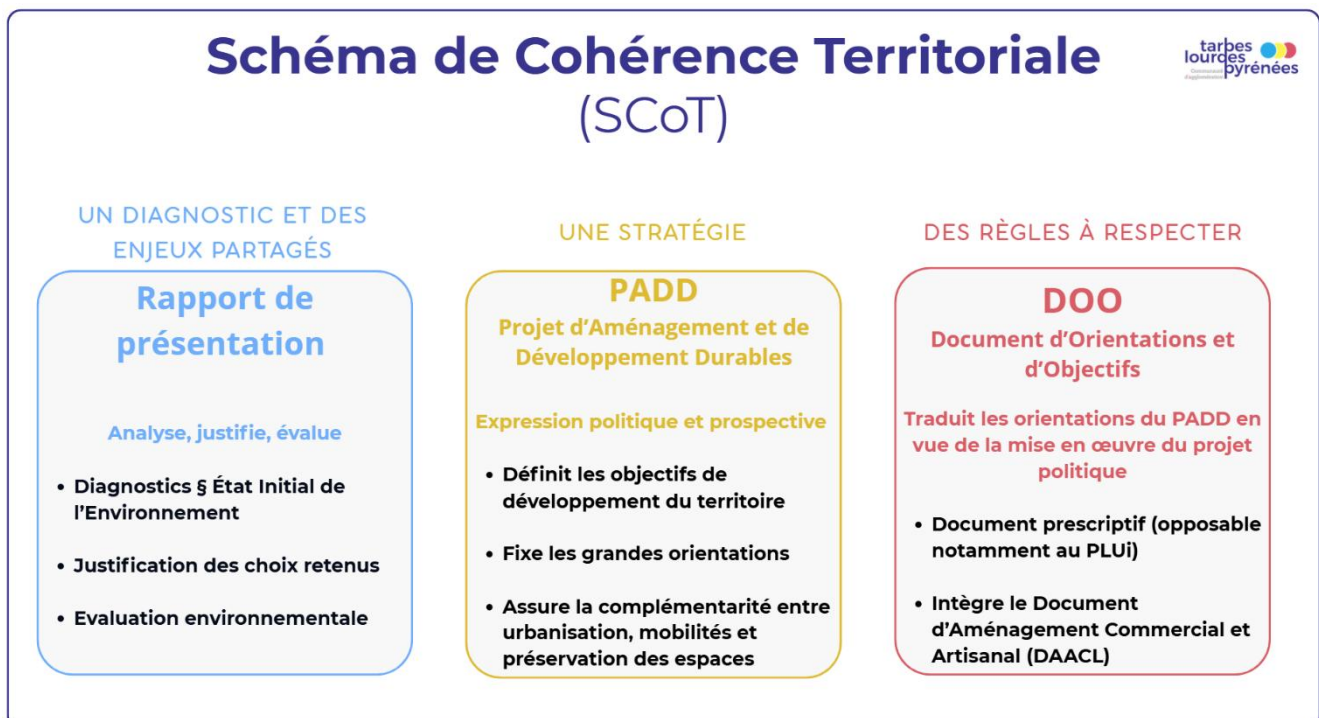 Schéma de Cohérence Territoriale
(SCoT)
tarbes
lourdes
Communauté
d'agglomération
pyrénées
UN DIAGNOSTIC ET DES
ENJEUX PARTAGÉS
Rapport de
présentation
Analyse, justifie, évalue
• Diagnostics § État Initial de
l'Environnement
• Justification des choix retenus
• Evaluation environnementale
UNE STRATÉGIE
PADD
Projet d'Aménagement et de
Développement Durables
Expression politique et prospective
• Définit les objectifs de
développement du territoire
• Fixe les grandes orientations
• Assure la complémentarité entre
urbanisation, mobilités et
préservation des espaces
DES RÈGLES À RESPECTER
DOO
Document d'Orientations et
d'Objectifs
Traduit les orientations du PADD en
vue de la mise en œuvre du projet
politique
• Document prescriptif (opposable
notamment au PLUi)
• Intègre le Document
d'Aménagement Commercial et
Artisanal (DAACL)